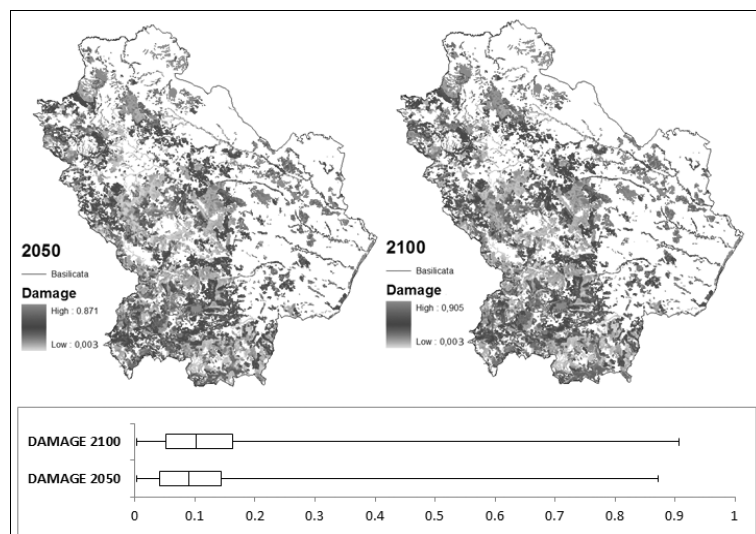 2050
Basilicata
Damage
High : 0.871
Low : 0,003
2100
Basilicata
Damage
High : 0,905
Low : 0,003
DAMAGE 2100
DAMAGE 2050
0 0.1 0.2 0.3 0.4 0.5 0.6 0.7 0.8 0.9 1